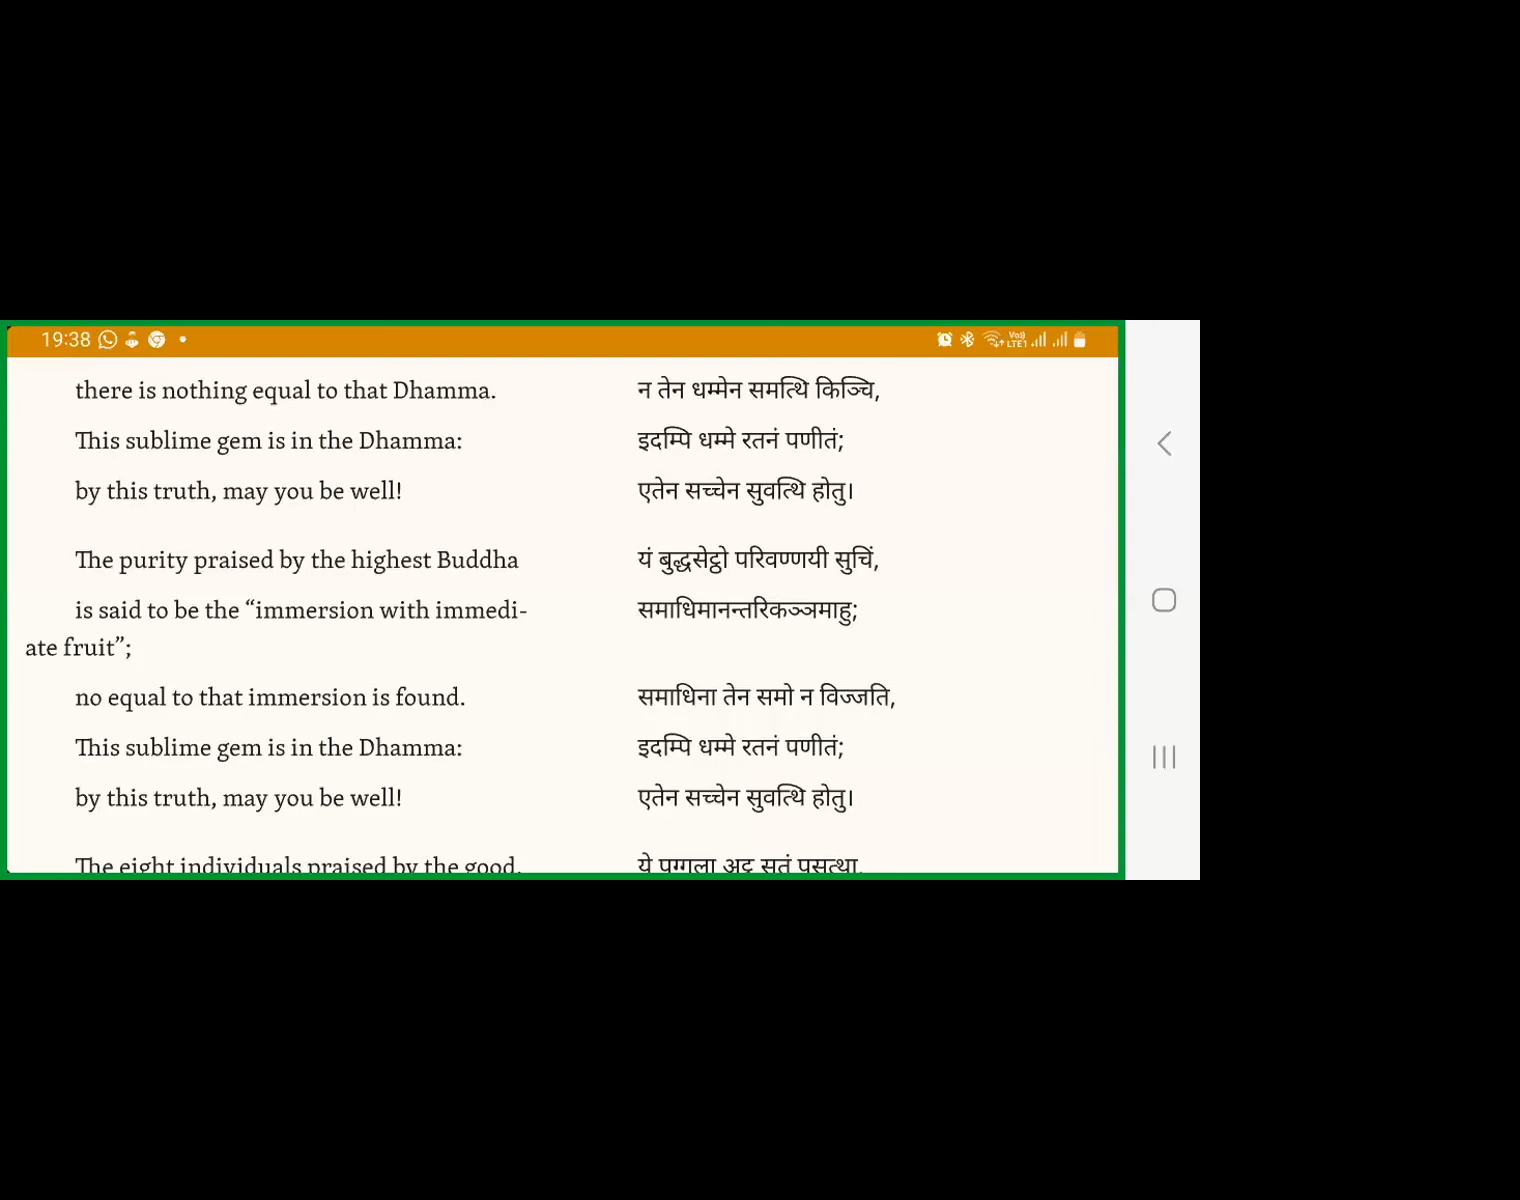 19:38
Vo)) LTE1
there is nothing equal to that Dhamma.
न तेन धम्मेन समत्थि किञ्चि,
This sublime gem is in the Dhamma:
इदम्पि धम्मे रतनं पणीतं;
by this truth, may you be well!
एतेन सच्चेन सुवत्थि होतु।
The purity praised by the highest Buddha
यं बुद्धसेट्ठो परिवण्णयी सुचिं,
is said to be the “immersion with immedi-
ate fruit”;
समाधिमानन्तरिकञ्ञमाहु;
no equal to that immersion is found.
समाधिना तेन समो न विज्जति,
This sublime gem is in the Dhamma:
इदम्पि धम्मे रतनं पणीतं;
by this truth, may you be well!
एतेन सच्चेन सुवत्थि होतु।
The eight individuals praised by the good,
ये पुग्गला अट्ठ सतं पसत्था,